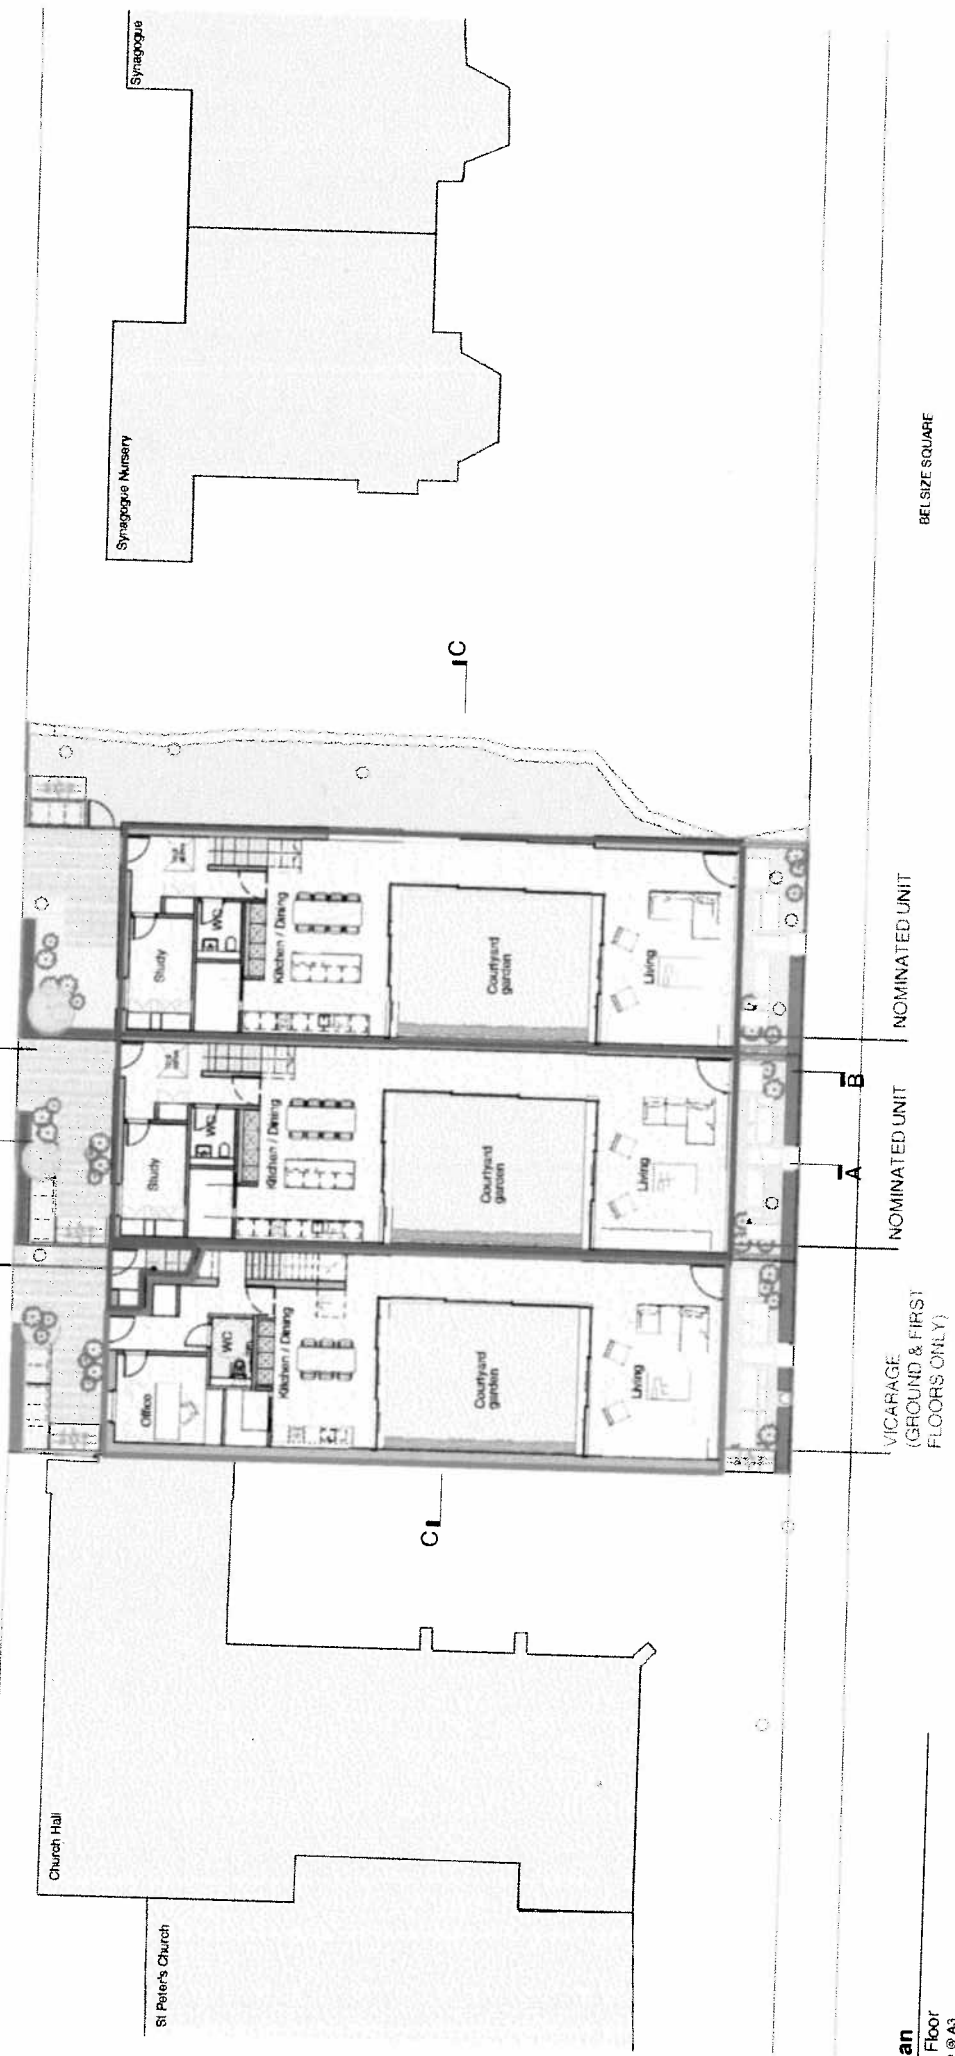 St Peter's Church
Church Hall
Synagogue Nursery
Synagogue
Office
WC
Kitchen / Dining
Courtyard
garden
Living
Study
WC
Kitchen / Dining
Courtyard
garden
Living
Study
WC
Kitchen / Dining
Courtyard
garden
Living
C
C
A
B
VICARAGE
(GROUND & FIRST
FLOORS ONLY)
NOMINATED UNIT
NOMINATED UNIT
BELSIZE SQUARE
an
Floor
@ A3